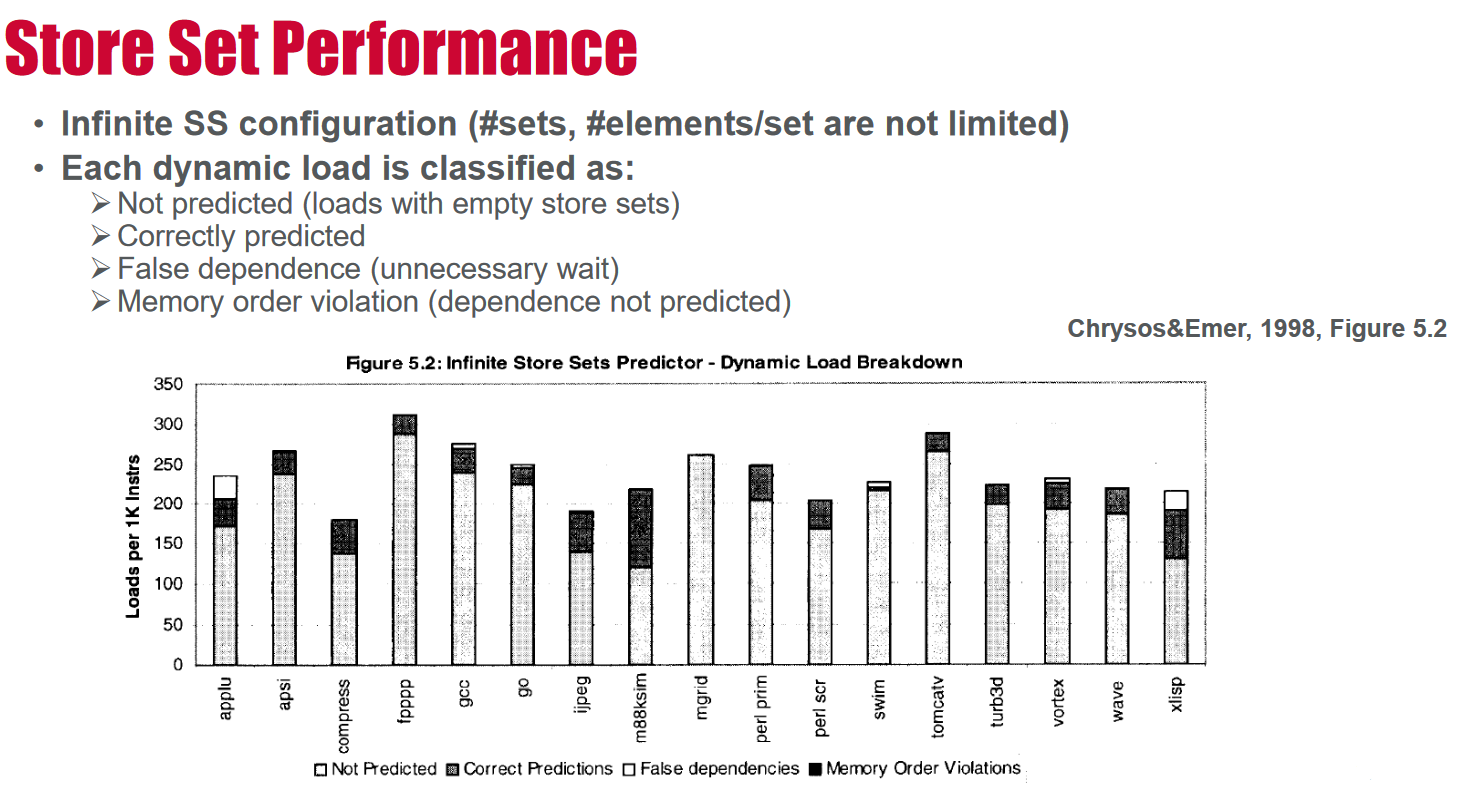 Store Set Performance
• Infinite SS configuration (#sets, #elements/set are not limited)
• Each dynamic load is classified as:
➢ Not predicted (loads with empty store sets)
➢ Correctly predicted
➢ False dependence (unnecessary wait)
➢ Memory order violation (dependence not predicted)
Chrysos&Emer, 1998, Figure 5.2
Figure 5.2: Infinite Store Sets Predictor - Dynamic Load Breakdown
Loads per 1K Instrs
350
300
250
200
150
100
50
0
applu
apsi
compress
fpppp
gcc
go
ijpeg
m88ksim
mgrid
perl prim
perl scr
swim
tomcatv
turb3d
vortex
wave
xlisp
Not Predicted Correct Predictions False dependencies Memory Order Violations